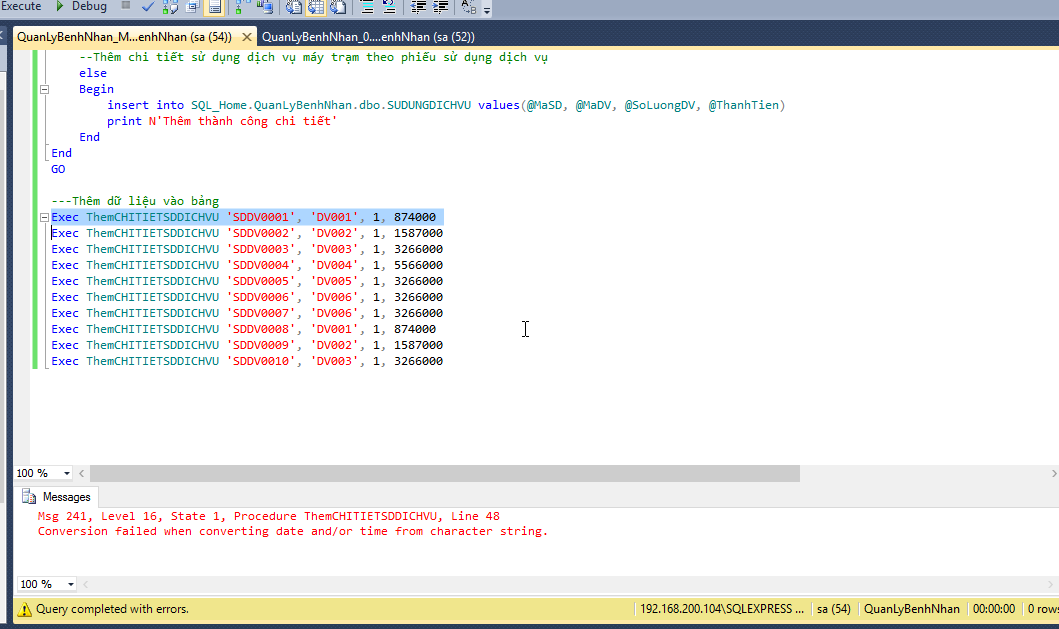 Execute Debug
QuanLyBenhNhan_M...enhNhan (sa (54)) QuanLyBenhNhan_0....enhNhan (sa (52))
--Thêm chi tiết sử dụng dịch vụ máy trạm theo phiếu sử dụng dịch vụ
else
Begin
insert into SQL_Home.QuanLyBenhNhan.dbo.SUDUNGDICHVU values(@MaSD, @MaDV, @SoLuongDV, @ThanhTien)
print N'Thêm thành công chi tiết'
End
End
GO
---Thêm dữ liệu vào bảng
Exec ThemCHITIETSDDICHVU 'SDDV0001', 'DV001', 1, 874000
Exec ThemCHITIETSDDICHVU 'SDDV0002', 'DV002', 1, 1587000
Exec ThemCHITIETSDDICHVU 'SDDV0003', 'DV003', 1, 3266000
Exec ThemCHITIETSDDICHVU 'SDDV0004', 'DV004', 1, 5566000
Exec ThemCHITIETSDDICHVU 'SDDV0005', 'DV005', 1, 3266000
Exec ThemCHITIETSDDICHVU 'SDDV0006', 'DV006', 1, 3266000
Exec ThemCHITIETSDDICHVU 'SDDV0007', 'DV006', 1, 3266000
Exec ThemCHITIETSDDICHVU 'SDDV0008', 'DV001', 1, 874000
Exec ThemCHITIETSDDICHVU 'SDDV0009', 'DV002', 1, 1587000
Exec ThemCHITIETSDDICHVU 'SDDV0010', 'DV003', 1, 3266000
100 %
Messages
Msg 241, Level 16, State 1, Procedure ThemCHITIETSDDICHVU, Line 48
Conversion failed when converting date and/or time from character string.
100 %
Query completed with errors. 192.168.200.104\SQLEXPRESS ... sa (54) QuanLyBenhNhan 00:00:00 0 rows